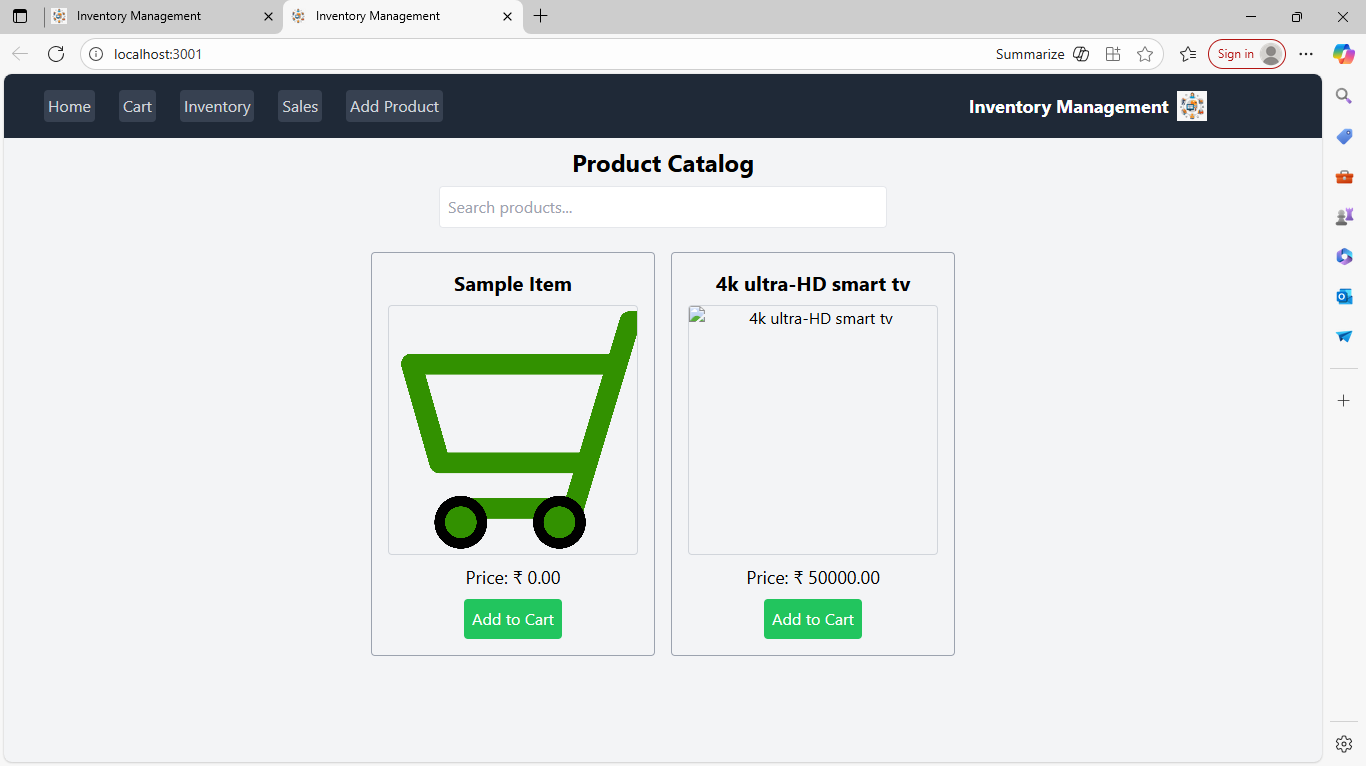 Inventory Management
Inventory Management
localhost:3001
Summarize
Sign in
Home
Cart
Inventory
Sales
Add Product
Inventory Management
Product Catalog
Search products...
Sample Item
4k ultra-HD smart tv
4k ultra-HD smart tv
Price: ₹ 0.00
Price: ₹ 50000.00
Add to Cart
Add to Cart